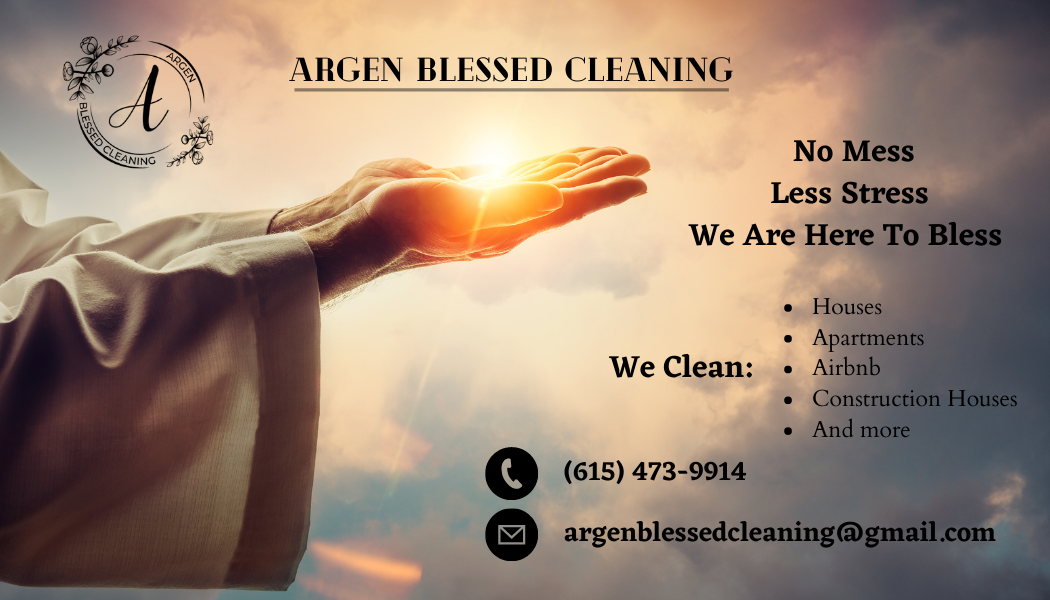 ARGEN
A
BLESSED CLEANING
ARGEN BLESSED CLEANING
No Mess
Less Stress
We Are Here To Bless
We Clean:
• Houses
• Apartments
• Airbnb
• Construction Houses
• And more
(615) 473-9914
argenblessedcleaning@gmail.com